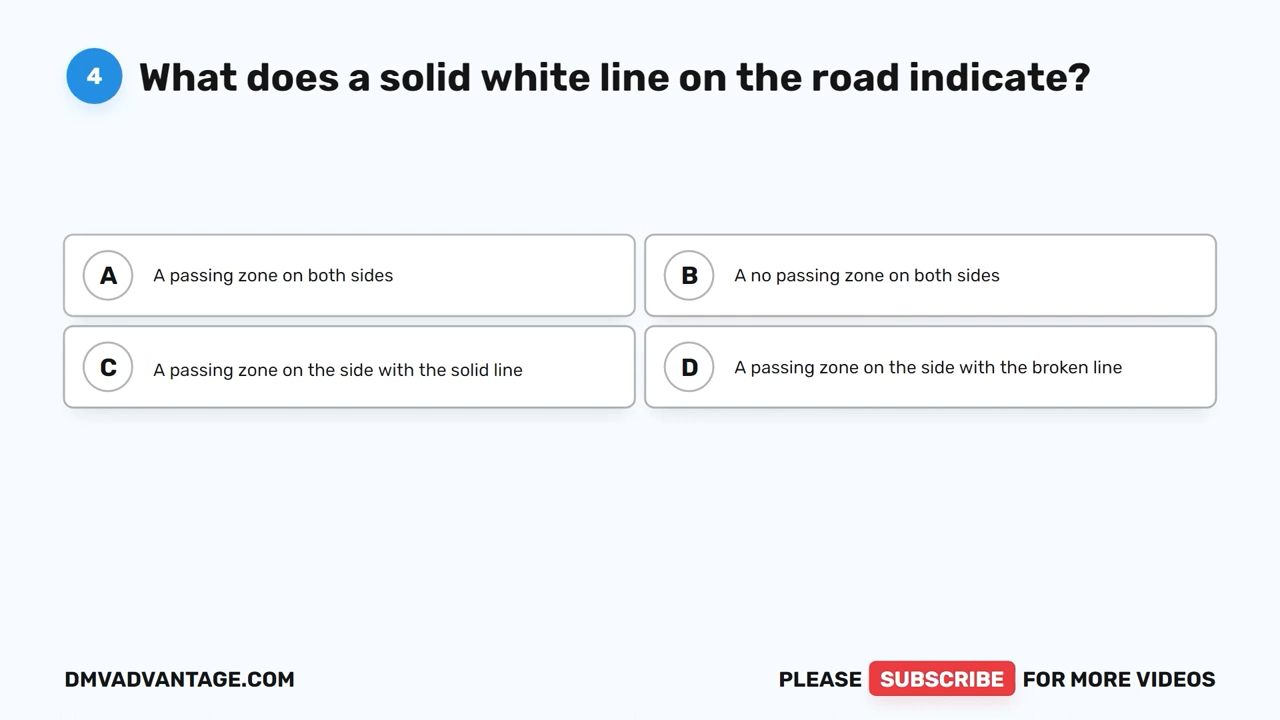 4 What does a solid white line on the road indicate?
A A passing zone on both sides
B A no passing zone on both sides
C A passing zone on the side with the solid line
D A passing zone on the side with the broken line
DMVADVANTAGE.COM
PLEASE SUBSCRIBE FOR MORE VIDEOS